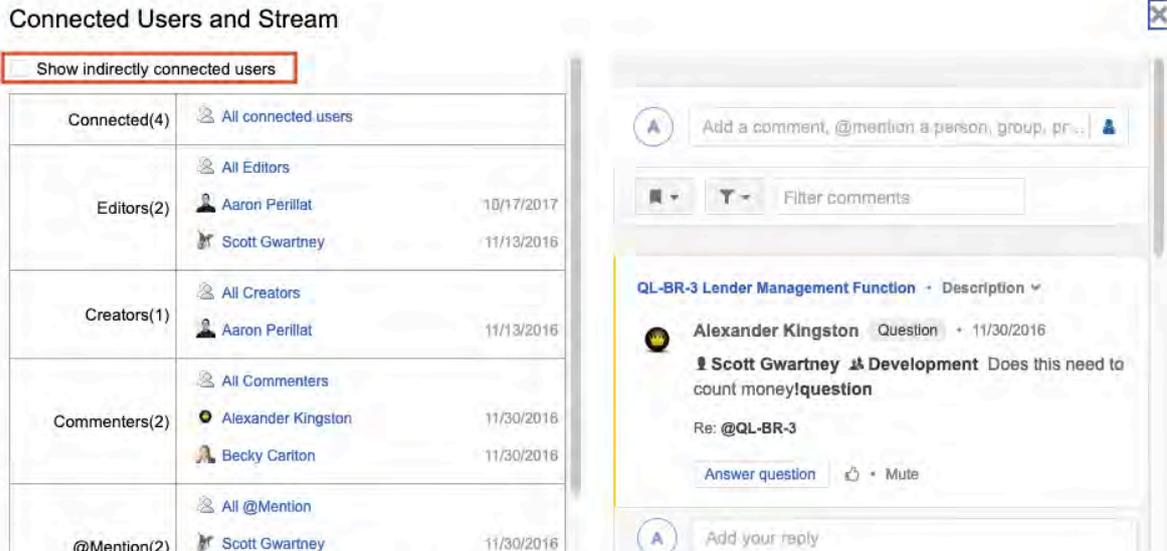 Connected Users and Stream
Show indirectly connected users
Connected(4)
All connected users
Editors(2)
All Editors
Aaron Perillat 10/17/2017
Scott Gwartney 11/13/2016
Creators(1)
All Creators
Aaron Perillat 11/13/2016
Commenters(2)
All Commenters
Alexander Kingston 11/30/2016
Becky Carlton 11/30/2016
@Mention(2)
All @Mention
Scott Gwartney 11/30/2016
A
Add a comment, @mention a person, group, pr...
Filter comments
QL-BR-3 Lender Management Function • Description
Alexander Kingston Question • 11/30/2016
Scott Gwartney Development Does this need to
count money!question
Re: @QL-BR-3
Answer question • Mute
A
Add your reply